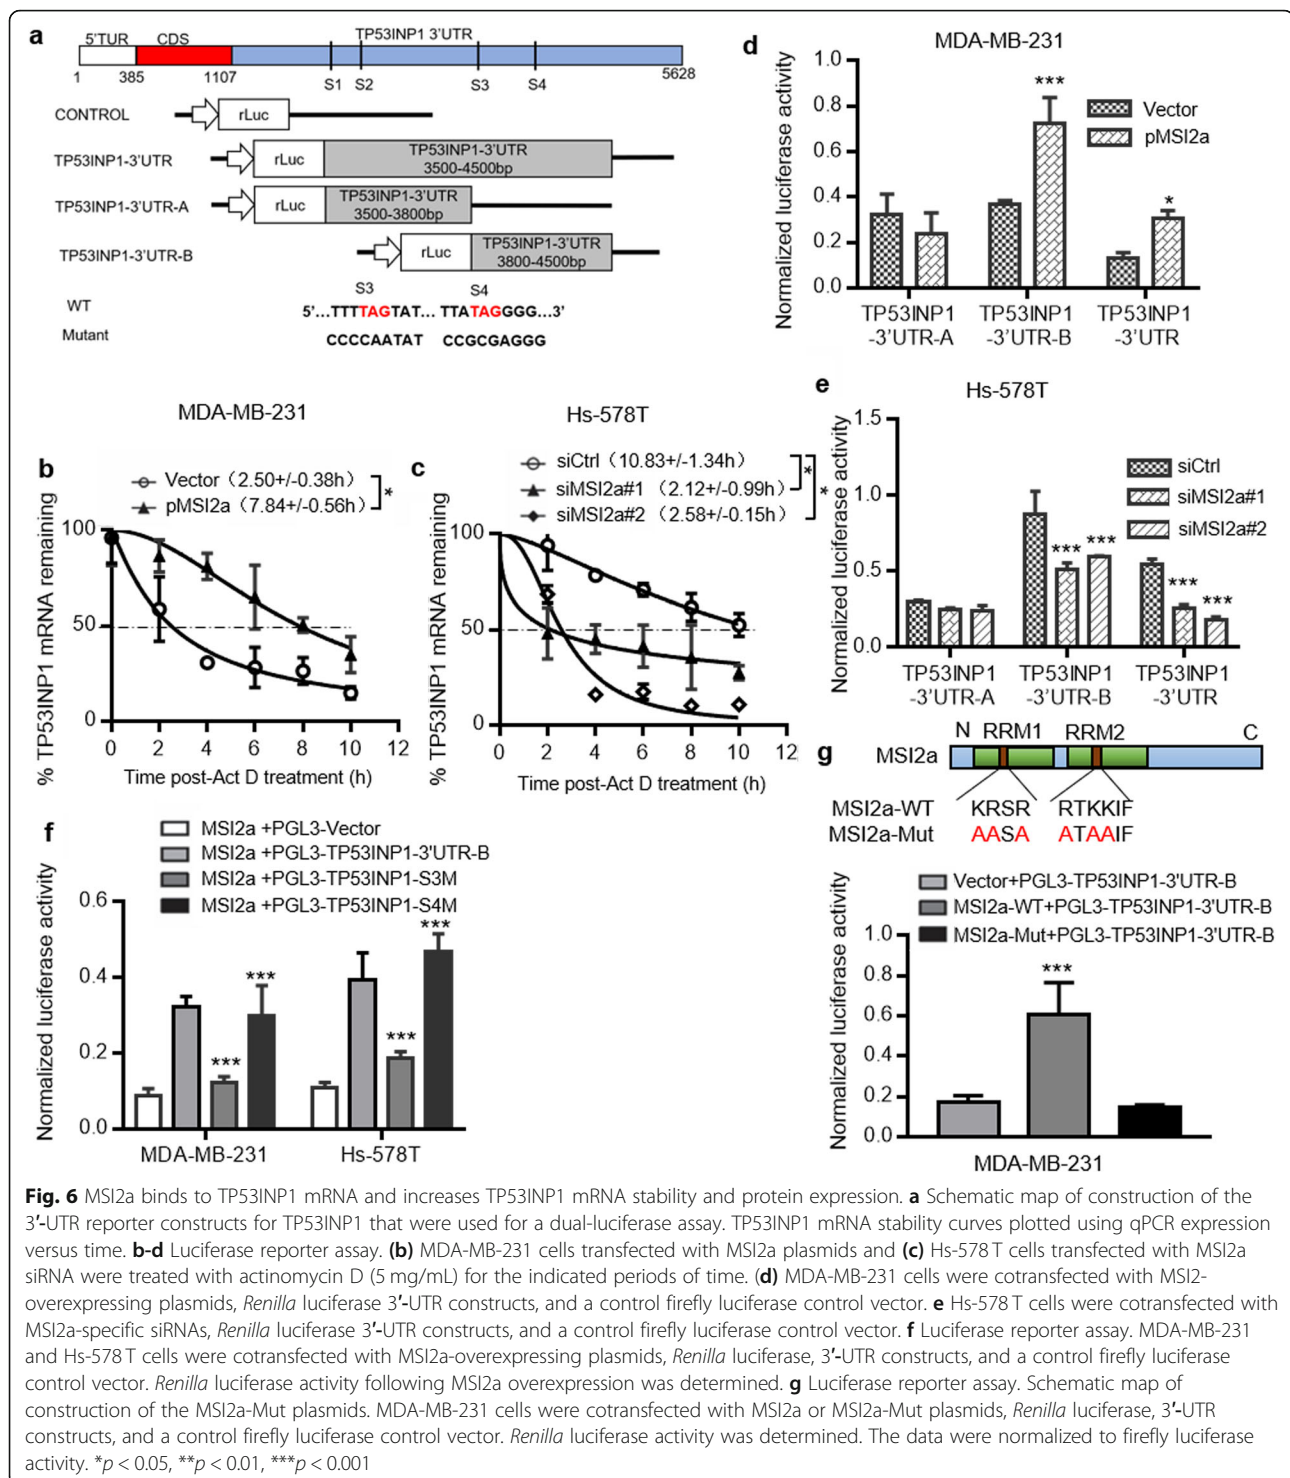 a
5'TUR CDS TP53INP1 3'UTR
1 385 1107 S1 S2 S3 S4 5628
CONTROL rLuc
TP53INP1-3'UTR rLuc TP53INP1-3'UTR
3500-4500bp
TP53INP1-3'UTR-A rLuc TP53INP1-3'UTR
3500-3800bp
TP53INP1-3'UTR-B rLuc TP53INP1-3'UTR
3800-4500bp
S3 S4
WT 5'...TTTTAGTAT... TTATAGGGG...3'
Mutant CCCCAATAT CCGCGAGGG
d
MDA-MB-231
Normalized luciferase activity
1.0
0.8
0.6
0.4
0.2
0.0
***
*
Vector
pMSI2a
TP53INP1 TP53INP1 TP53INP1
-3'UTR-A -3'UTR-B -3'UTR
b
MDA-MB-231
Vector（2.50+/-0.38h）
pMSI2a（7.84+/-0.56h）
*
% TP53INP1 mRNA remaining
100
50
0
0 2 4 6 8 10 12
Time post-Act D treatment (h)
c
Hs-578T
siCtrl（10.83+/-1.34h）
siMSI2a#1（2.12+/-0.99h）
siMSI2a#2（2.58+/-0.15h）
*
*
% TP53INP1 mRNA remaining
100
50
0
0 2 4 6 8 10 12
Time post-Act D treatment (h)
e
Hs-578T
Normalized luciferase activity
1.5
1.0
0.5
0.0
*** ***
***
***
siCtrl
siMSI2a#1
siMSI2a#2
TP53INP1 TP53INP1 TP53INP1
-3'UTR-A -3'UTR-B -3'UTR
f
MSI2a +PGL3-Vector
MSI2a +PGL3-TP53INP1-3'UTR-B
MSI2a +PGL3-TP53INP1-S3M
MSI2a +PGL3-TP53INP1-S4M
Normalized luciferase activity
0.6
0.4
0.2
0.0
*** *** *** ***
MDA-MB-231 Hs-578T
g
N RRM1 RRM2 C
MSI2a
MSI2a-WT KRSR RTKKIF
MSI2a-Mut AASA ATAAIF
Vector+PGL3-TP53INP1-3'UTR-B
MSI2a-WT+PGL3-TP53INP1-3'UTR-B
MSI2a-Mut+PGL3-TP53INP1-3'UTR-B
Normalized luciferase activity
1.0
0.8
0.6
0.4
0.2
0.0
***
MDA-MB-231
Fig. 6 MSI2a binds to TP53INP1 mRNA and increases TP53INP1 mRNA stability and protein expression. a Schematic map of construction of the
3′-UTR reporter constructs for TP53INP1 that were used for a dual-luciferase assay. TP53INP1 mRNA stability curves plotted using qPCR expression
versus time. b-d Luciferase reporter assay. (b) MDA-MB-231 cells transfected with MSI2a plasmids and (c) Hs-578 T cells transfected with MSI2a
siRNA were treated with actinomycin D (5 mg/mL) for the indicated periods of time. (d) MDA-MB-231 cells were cotransfected with MSI2-
overexpressing plasmids, Renilla luciferase 3′-UTR constructs, and a control firefly luciferase control vector. e Hs-578 T cells were cotransfected with
MSI2a-specific siRNAs, Renilla luciferase 3′-UTR constructs, and a control firefly luciferase control vector. f Luciferase reporter assay. MDA-MB-231
and Hs-578 T cells were cotransfected with MSI2a-overexpressing plasmids, Renilla luciferase, 3′-UTR constructs, and a control firefly luciferase
control vector. Renilla luciferase activity following MSI2a overexpression was determined. g Luciferase reporter assay. Schematic map of
construction of the MSI2a-Mut plasmids. MDA-MB-231 cells were cotransfected with MSI2a or MSI2a-Mut plasmids, Renilla luciferase, 3′-UTR
constructs, and a control firefly luciferase control vector. Renilla luciferase activity was determined. The data were normalized to firefly luciferase
activity. *p < 0.05, **p < 0.01, ***p < 0.001